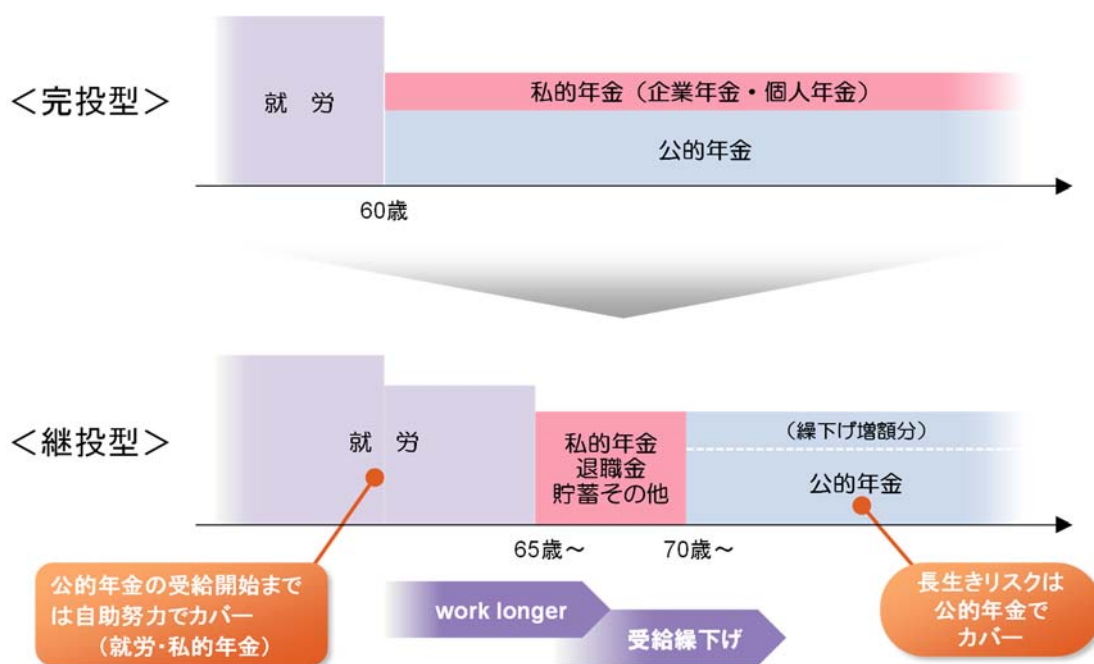 ＜完投型＞
就 労
私的年金（企業年金・個人年金）
公的年金
60歳
＜継投型＞
就 労
私的年金
退職金
貯蓄その他
（繰下げ増額分）
公的年金
65歳～
70歳～
公的年金の受給開始まで
は自助努力でカバー
（就労・私的年金）
work longer
受給繰下げ
長生きリスクは
公的年金で
カバー